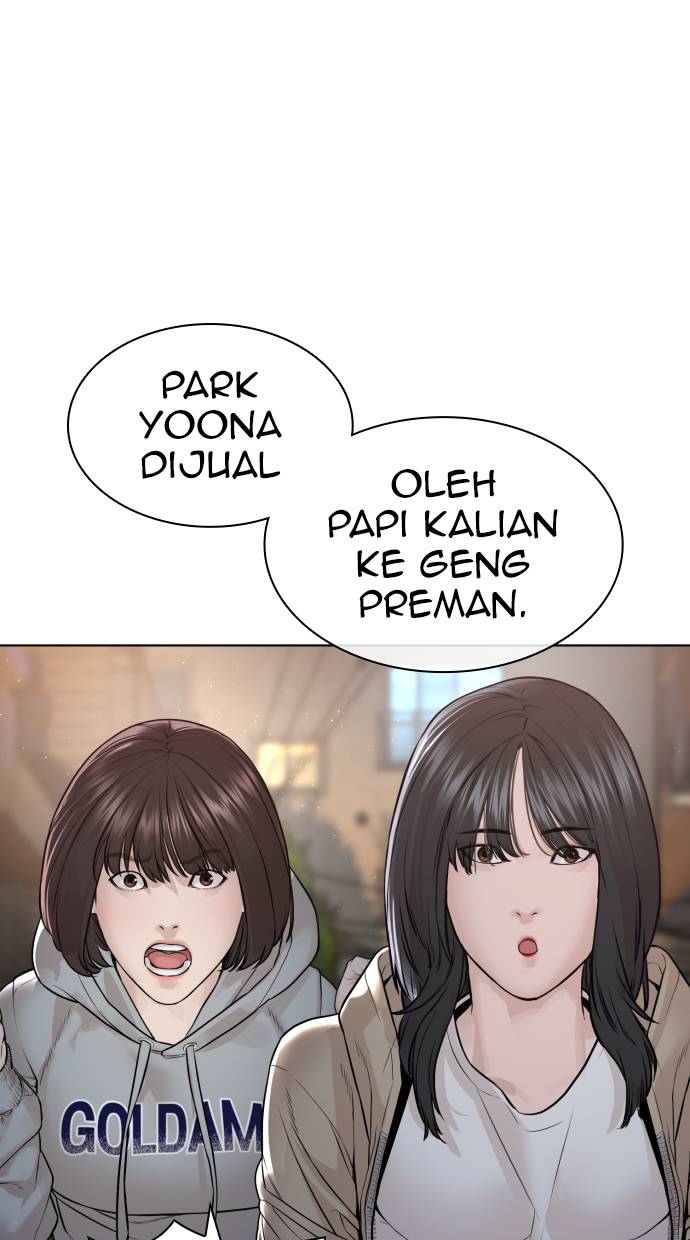 PARK
YOONA
DIJUAL
OLEH
PAPI KALIAN
KE GENG
PREMAN.
GOLDAM